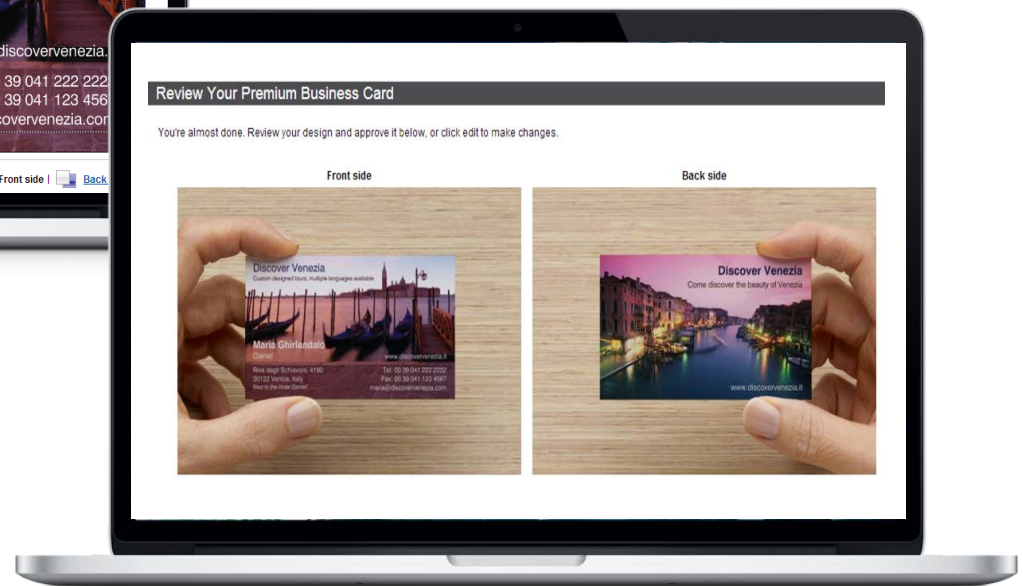 discovervenezia.
39 041 222 222
39 041 123 456
covervenezia.com
Front side | Back
Review Your Premium Business Card
You're almost done. Review your design and approve it below, or click edit to make changes.
Front side
Discover Venezia
Custom designed tours, multiple languages available
Maria Ghirlandaio
Owner
www.discovervenezia.it
Riva degli Schiavoni, 4190
Tel: 00 39 041 222 2222
30122 Venice, Italy
Fax: 00 39 041 123 4567
Next to the Hotel Danieli
maria@discovervenezia.com
Back side
Discover Venezia
Come discover the beauty of Venezia
www.discovervenezia.it